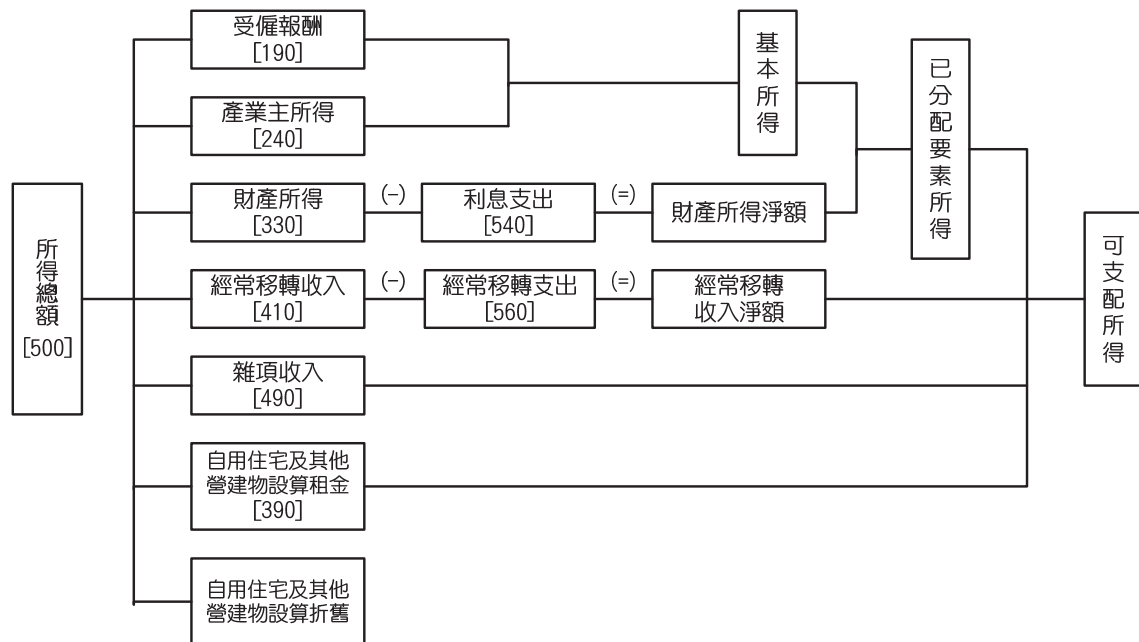 所得總額
[500]
受僱報酬
[190]
產業主所得
[240]
基本所得
已分配要素所得
財產所得
[330]
(-)
利息支出
[540]
(=)
財產所得淨額
經常移轉收入
[410]
(-)
經常移轉支出
[560]
(=)
經常移轉
收入淨額
可支配所得
雜項收入
[490]
自用住宅及其他
營建物設算租金
[390]
自用住宅及其他
營建物設算折舊